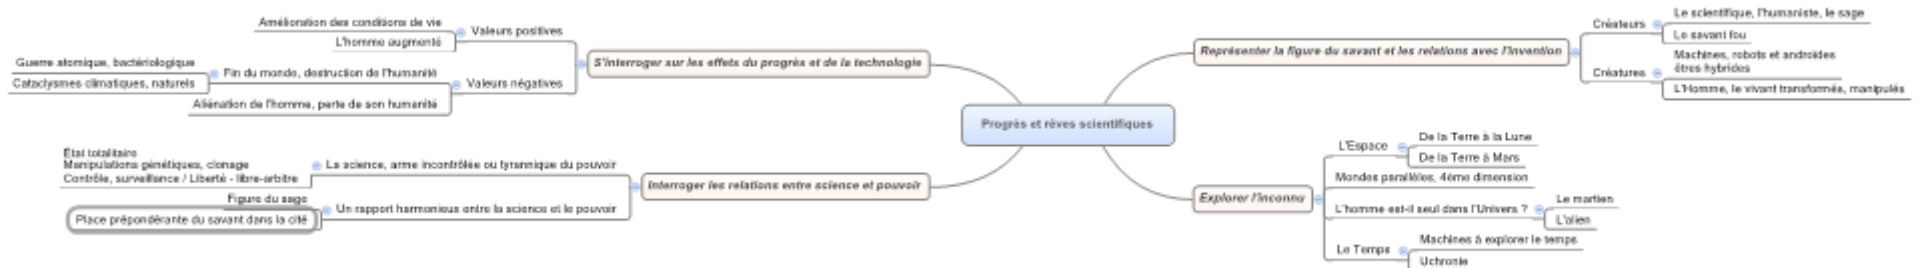 Progrès et rêves scientifiques
S'interroger sur les effets du progrès et de la technologie
Valeurs positives
Amélioration des conditions de vie
L'homme augmenté
Valeurs négatives
Fin du monde, destruction de l'humanité
Guerre atomique, bactériologique
Cataclysmes climatiques, naturels
Aliénation de l'homme, perte de son humanité
Interroger les relations entre science et pouvoir
La science, arme incontrôlée ou tyrannique du pouvoir
État totalitaire
Manipulations génétiques, clonage
Contrôle, surveillance / Liberté - libre-arbitre
Un rapport harmonieux entre la science et le pouvoir
Figure du sage
Place prépondérante du savant dans la cité
Représenter la figure du savant et les relations avec l'invention
Créateurs
Le scientifique, l'humaniste, le sage
Le savant fou
Créatures
Machines, robots et androïdes
êtres hybrides
L'Homme, le vivant transformés, manipulés
Explorer l'inconnu
L'Espace
De la Terre à la Lune
De la Terre à Mars
Mondes parallèles, 4ème dimension
L'homme est-il seul dans l'Univers ?
Le martien
L'alien
Le Temps
Machines à explorer le temps
Uchronie